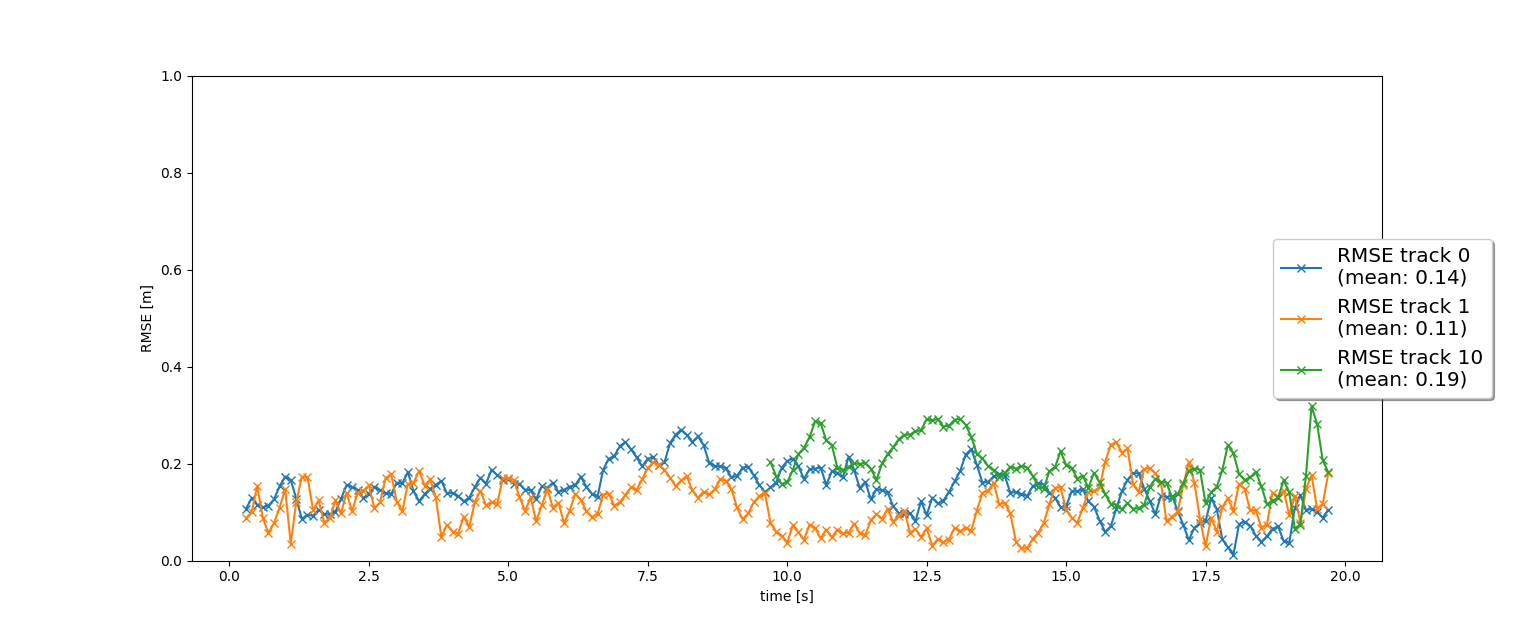 1.0
0.8
0.6
0.4
0.2
0.0
RMSE [m]
0.0 2.5 5.0 7.5 10.0 12.5 15.0 17.5 20.0
time [s]
RMSE track 0
(mean: 0.14)
RMSE track 1
(mean: 0.11)
RMSE track 10
(mean: 0.19)